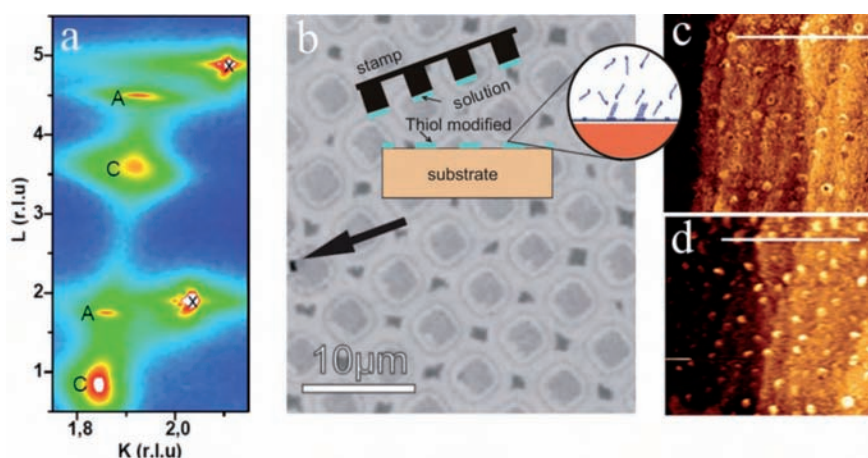 a
5
X
A
4
C
3
2
X
A
1
C
L (r.l.u)
1,8
2,0
K (r.l.u)
b
stamp
solution
Thiol modified
substrate
10µm
c
d